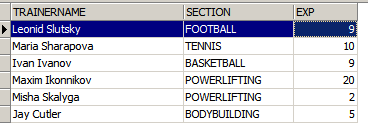 TRAINERNAME SECTION EXP
Leonid Slutsky FOOTBALL 9
Maria Sharapova TENNIS 10
Ivan Ivanov BASKETBALL 9
Maxim Ikonnikov POWERLIFTING 20
Misha Skalyga POWERLIFTING 2
Jay Cutler BODYBUILDING 5